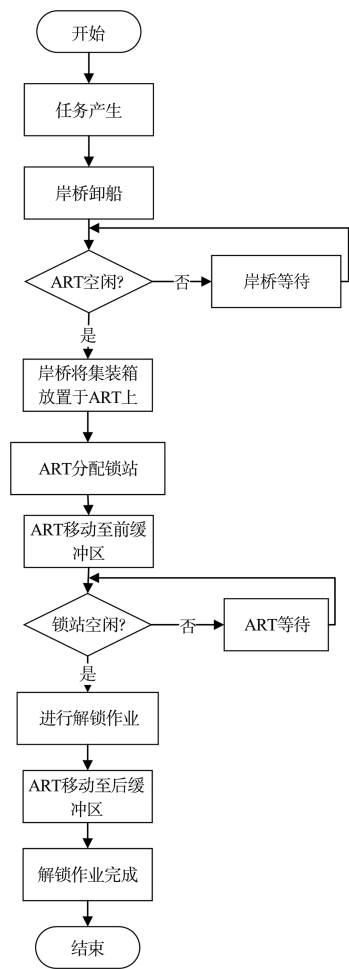 开始
任务产生
岸桥卸船
ART空闲?
否
岸桥等待
是
岸桥将集装箱
放置于ART上
ART分配锁站
ART移动至前缓
冲区
锁站空闲?
否
ART等待
是
进行解锁作业
ART移动至后缓
冲区
解锁作业完成
结束